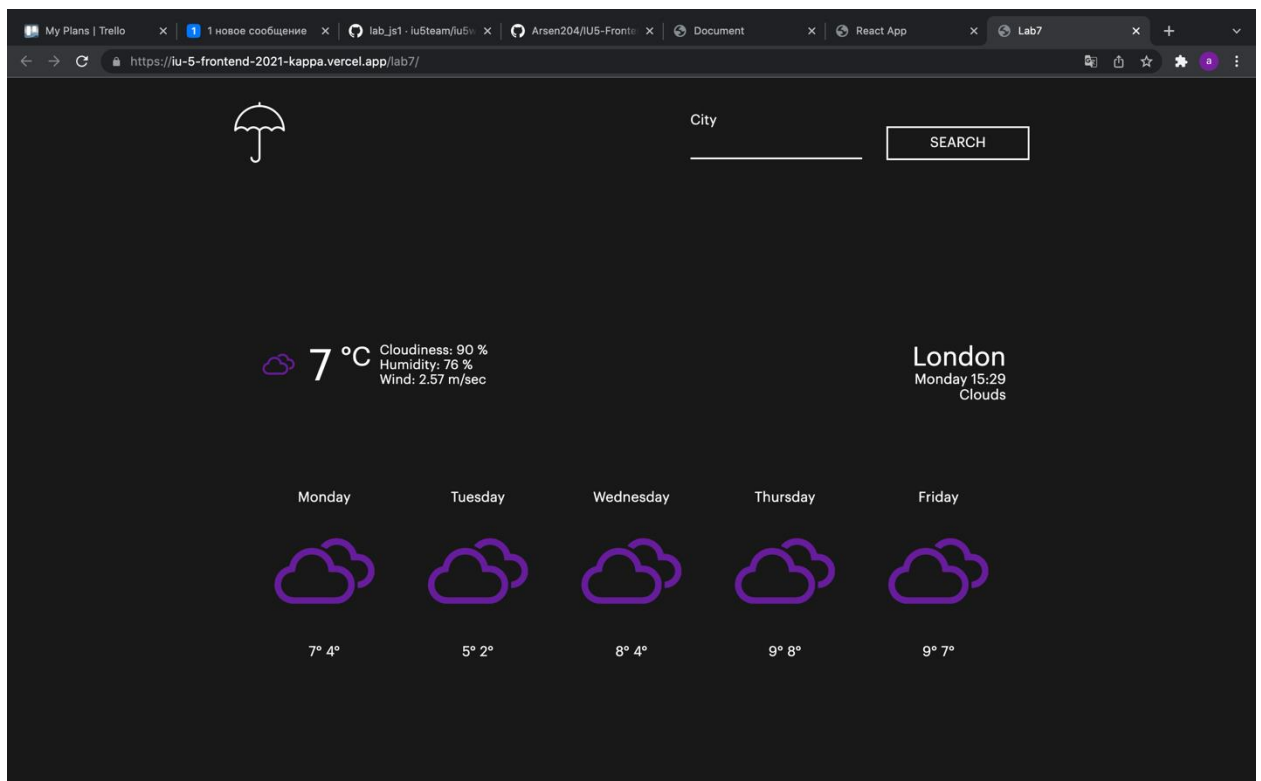 My Plans | Trello
1 1 новое сообщение
lab_js1 · iu5team/iu5w
Arsen204/IU5-Fronte
Document
React App
Lab7
https://iu-5-frontend-2021-kappa.vercel.app/lab7/
a
City
SEARCH
7 °C
Cloudiness: 90 %
Humidity: 76 %
Wind: 2.57 m/sec
London
Monday 15:29
Clouds
Monday Tuesday Wednesday Thursday Friday
7° 4° 5° 2° 8° 4° 9° 8° 9° 7°